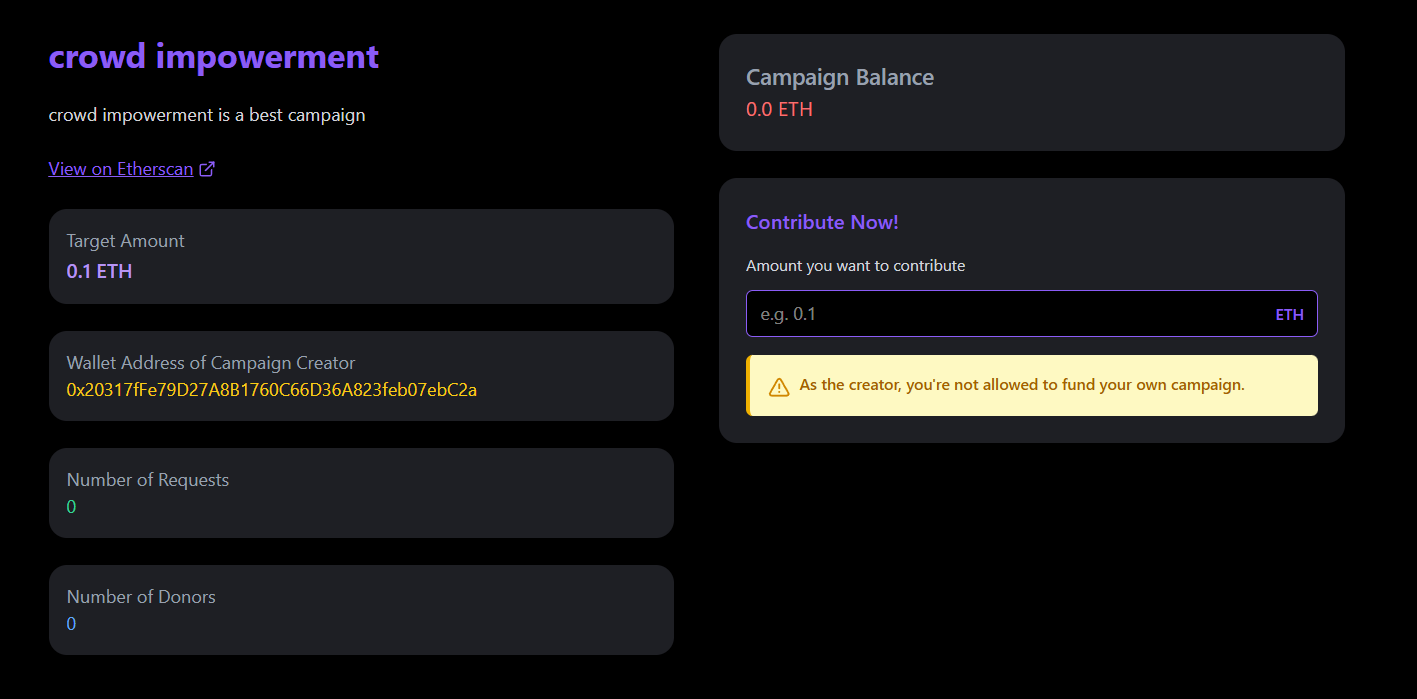 crowd impowerment
crowd impowerment is a best campaign
View on Etherscan
Target Amount
0.1 ETH
Wallet Address of Campaign Creator
0x20317fFe79D27A8B1760C66D36A823feb07ebC2a
Number of Requests
0
Number of Donors
0
Campaign Balance
0.0 ETH
Contribute Now!
Amount you want to contribute
e.g. 0.1 ETH
As the creator, you're not allowed to fund your own campaign.